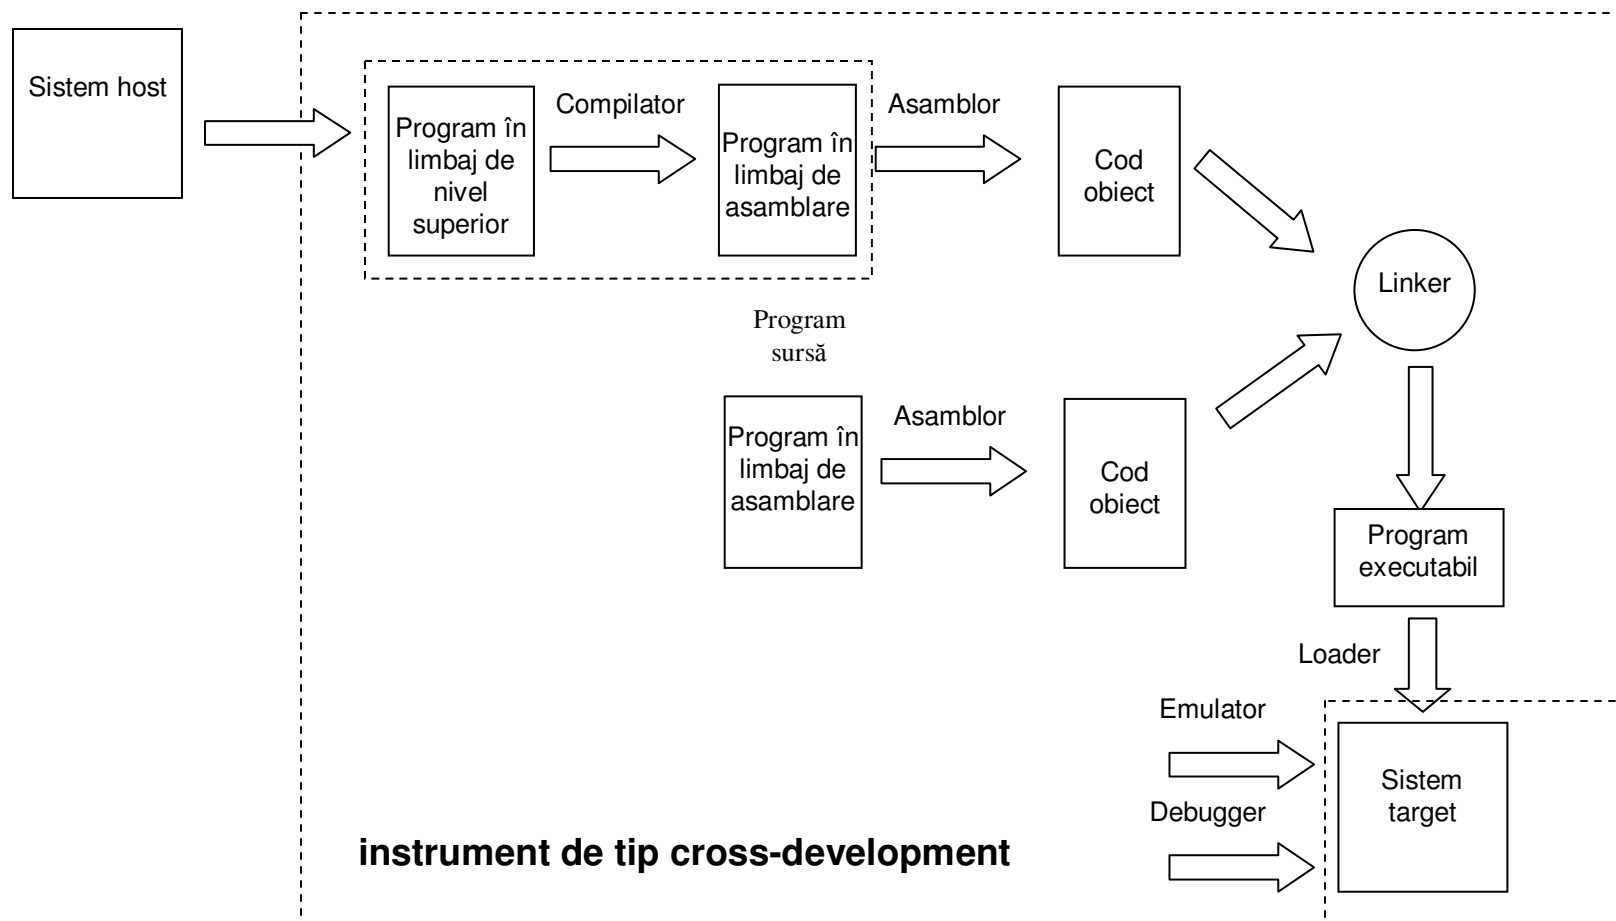 Sistem host
Program în
limbaj de
nivel
superior
Compilator
Program în
limbaj de
asamblare
Asamblor
Cod
obiect
Linker
Program
sursă
Program în
limbaj de
asamblare
Asamblor
Cod
obiect
Program
executabil
Loader
Emulator
Debugger
Sistem
target
instrument de tip cross-development